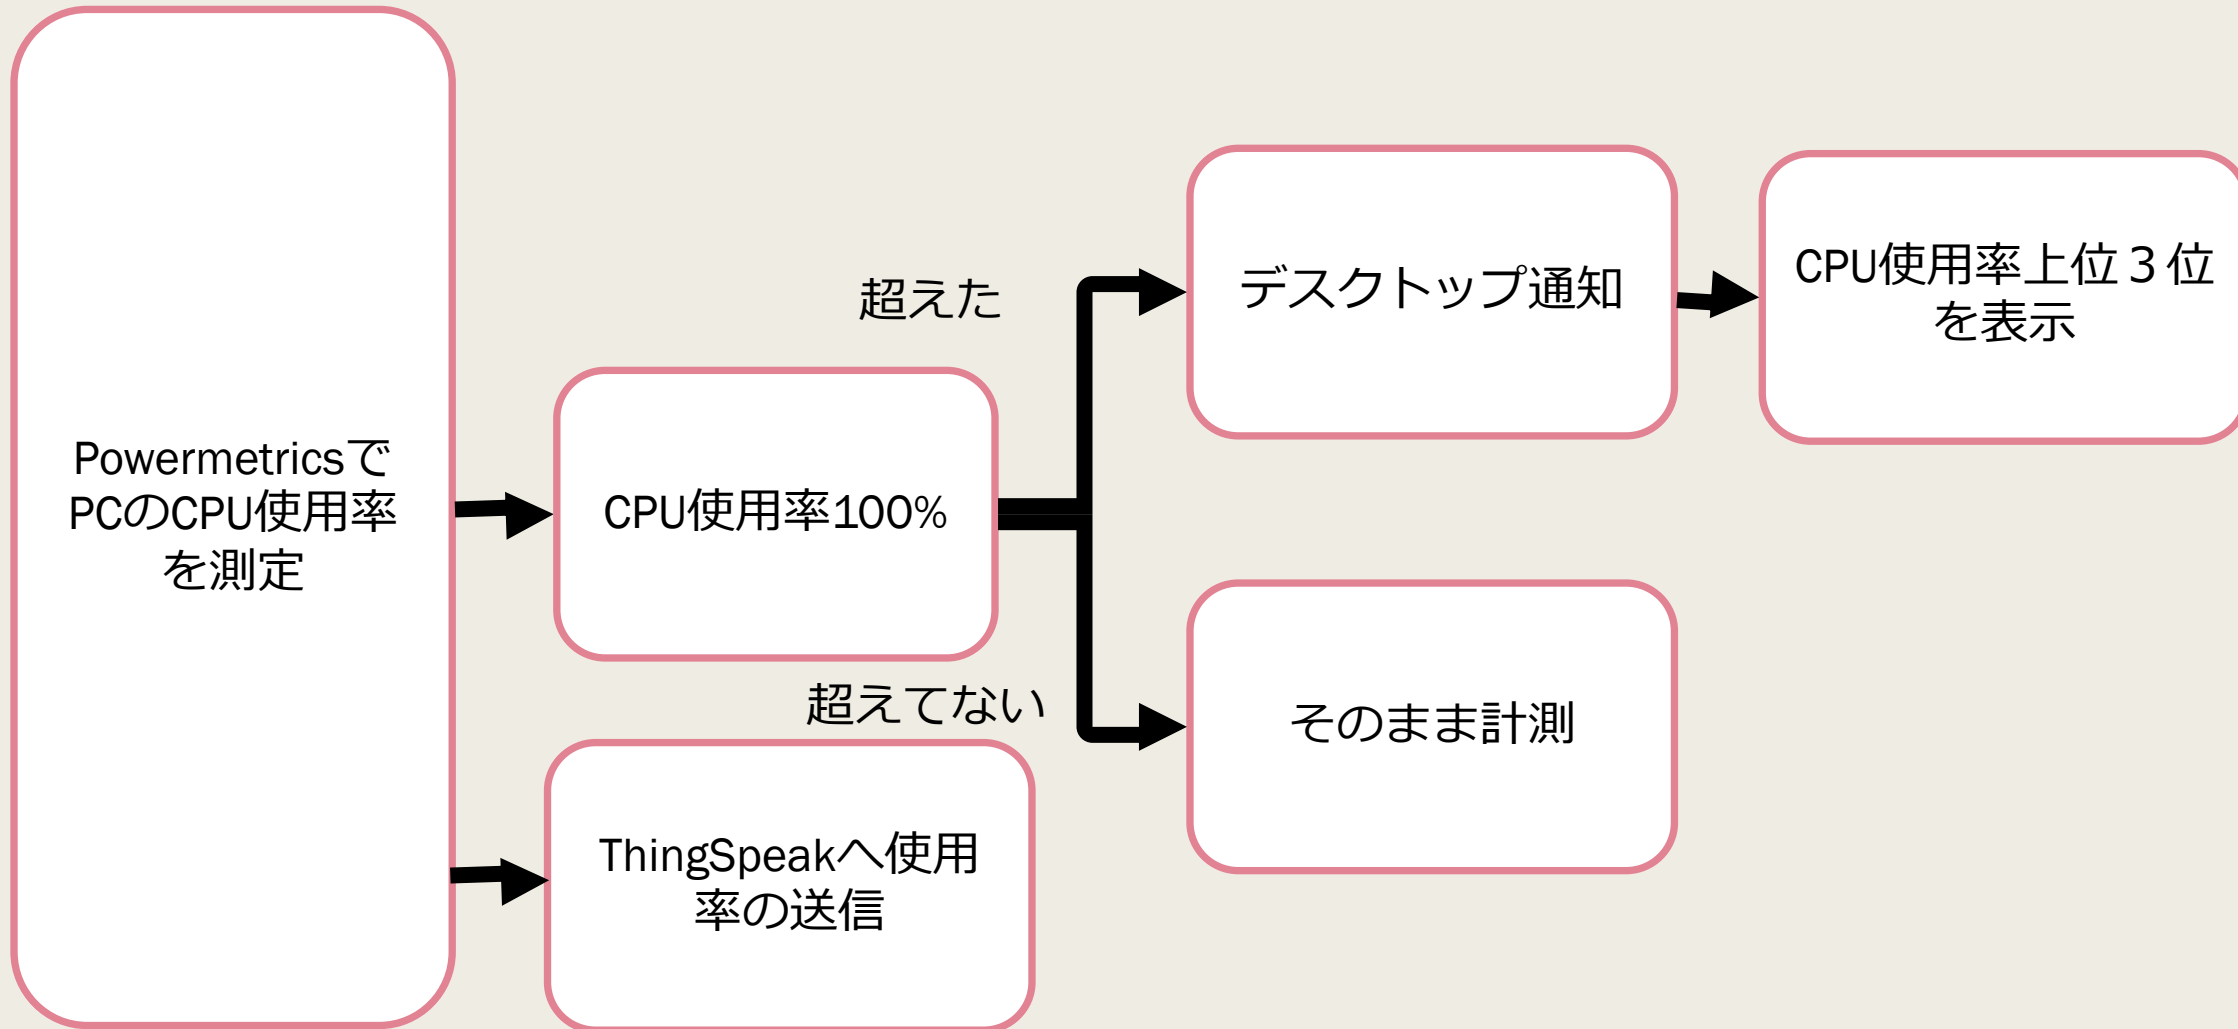 Powermetricsで
PCのCPU使用率
を測定
CPU使用率100%
超えた
デスクトップ通知
CPU使用率上位３位
を表示
超えてない
そのまま計測
ThingSpeakへ使用
率の送信